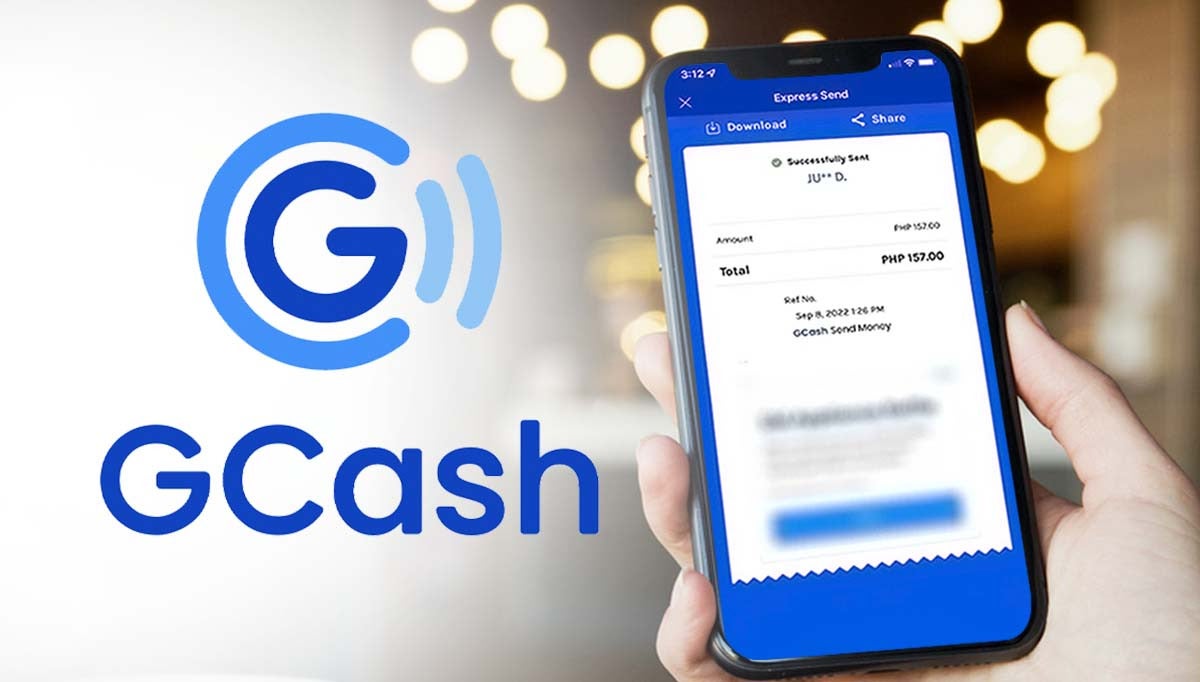 GCash
3:12
Express Send
Download
Share
Successfully Sent
JU** D.
Amount PHP 157.00
Total PHP 157.00
Ref No.
Sep 8, 2022 1:26 PM
GCash Send Money